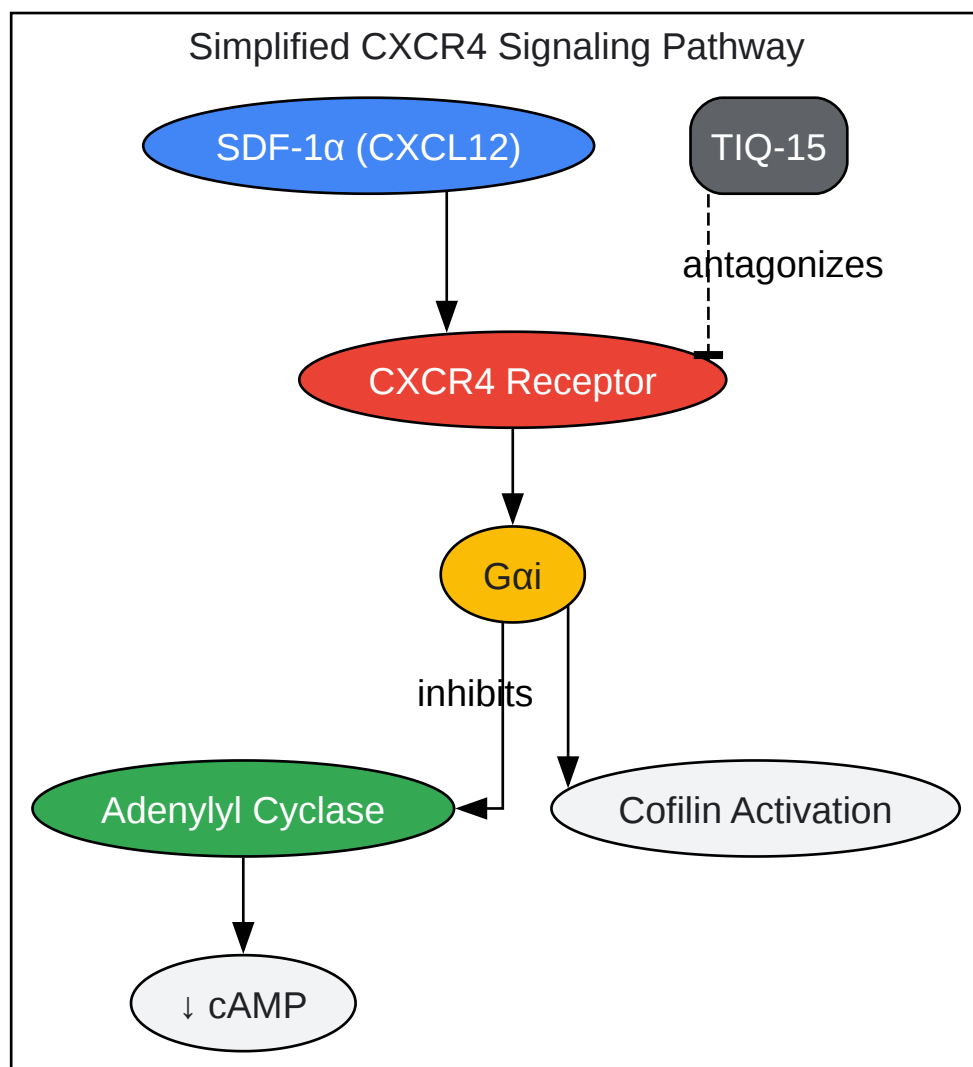 Simplified CXCR4 Signaling Pathway
SDF-1α (CXCL12)
TIQ-15
antagonizes
CXCR4 Receptor
Gαi
inhibits
Adenylyl Cyclase
Cofilin Activation
↓ cAMP